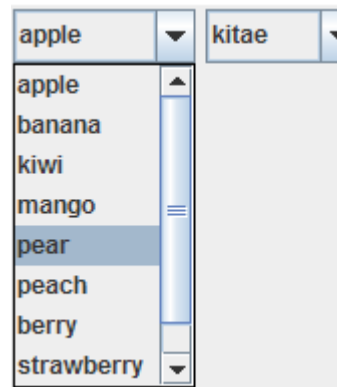 apple
kitae
apple
banana
kiwi
mango
pear
peach
berry
strawberry